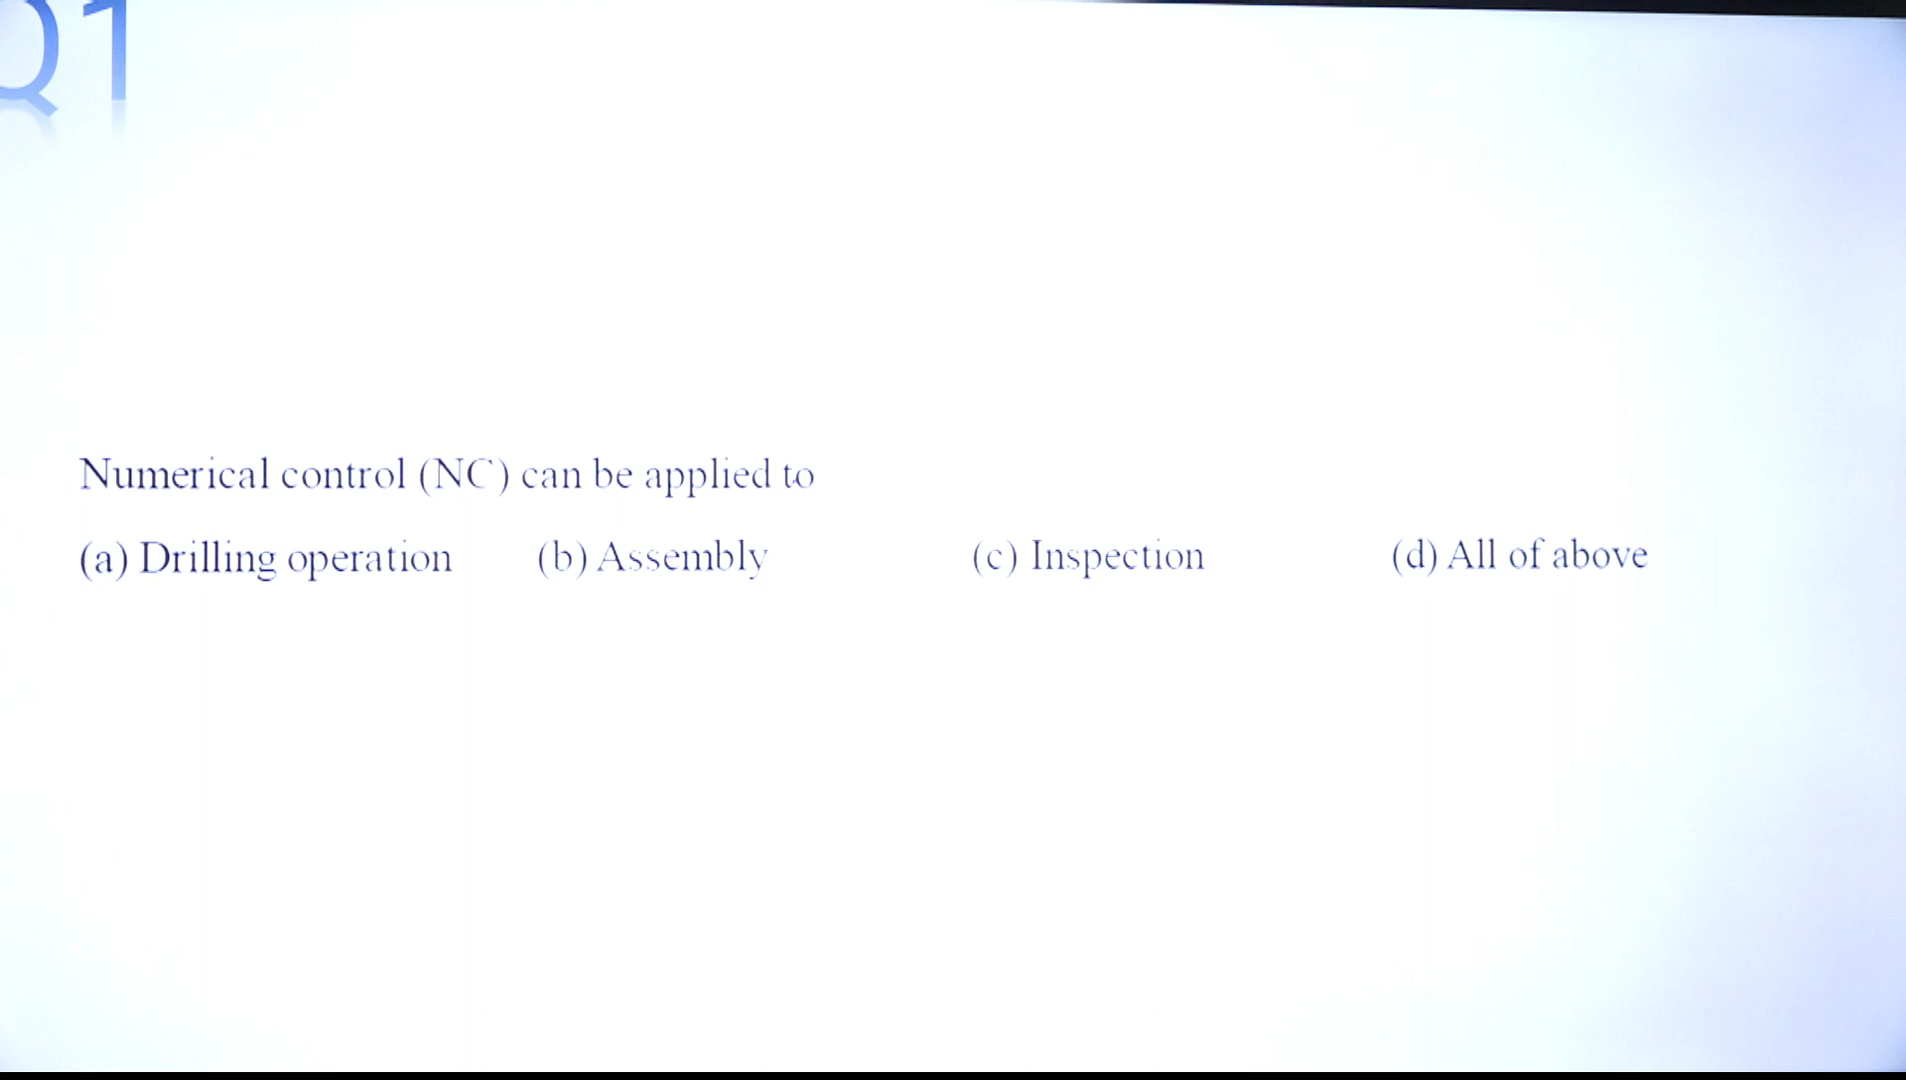 Q1
Numerical control (NC) can be applied to
(a) Drilling operation (b) Assembly (c) Inspection (d) All of above